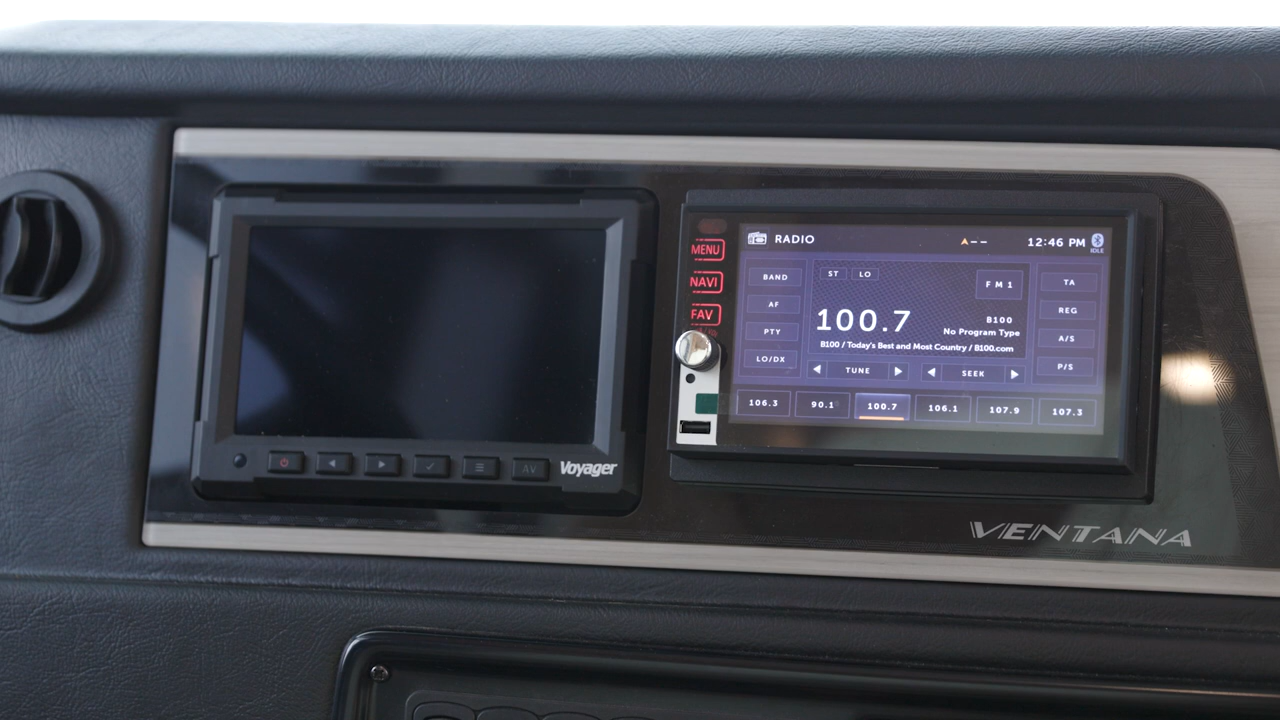 MENU
NAVI
FAV
RADIO
-- 12:46 PM
IDLE
BAND
AF
PTY
LO/DX
ST LO
FM 1
100.7
B100
No Program Type
B100 / Today's Best and Most Country / B100.com
TUNE
SEEK
TA
REG
A/S
P/S
106.3 90.1 100.7 106.1 107.9 107.3
AV
Voyager
VENTANA